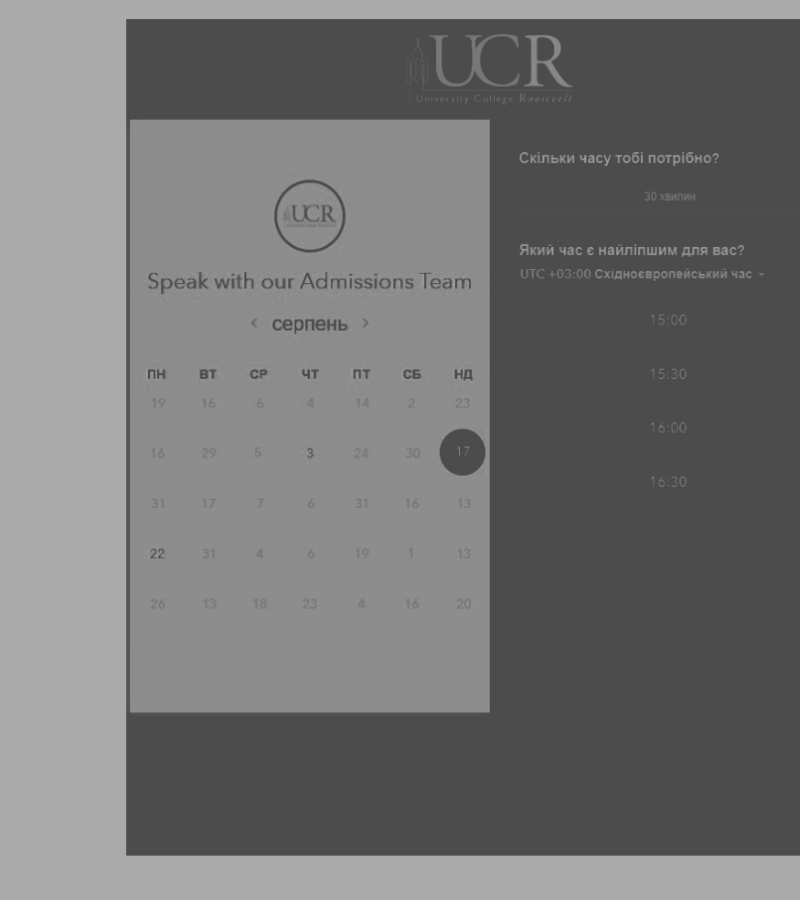 UCR
University College Roosevelt
UCR
Speak with our Admissions Team
‹ серпень ›
ПН ВТ СР ЧТ ПТ СБ НД
19 16 6 4 14 2 23
16 29 5 3 24 30 17
31 17 7 6 31 16 13
22 31 4 6 19 1 13
26 13 18 23 4 16 20
Скільки часу тобі потрібно?
30 хвилин
Який час є найліпшим для вас?
UTC +03:00 Східноєвропейський час
15:00
15:30
16:00
16:30